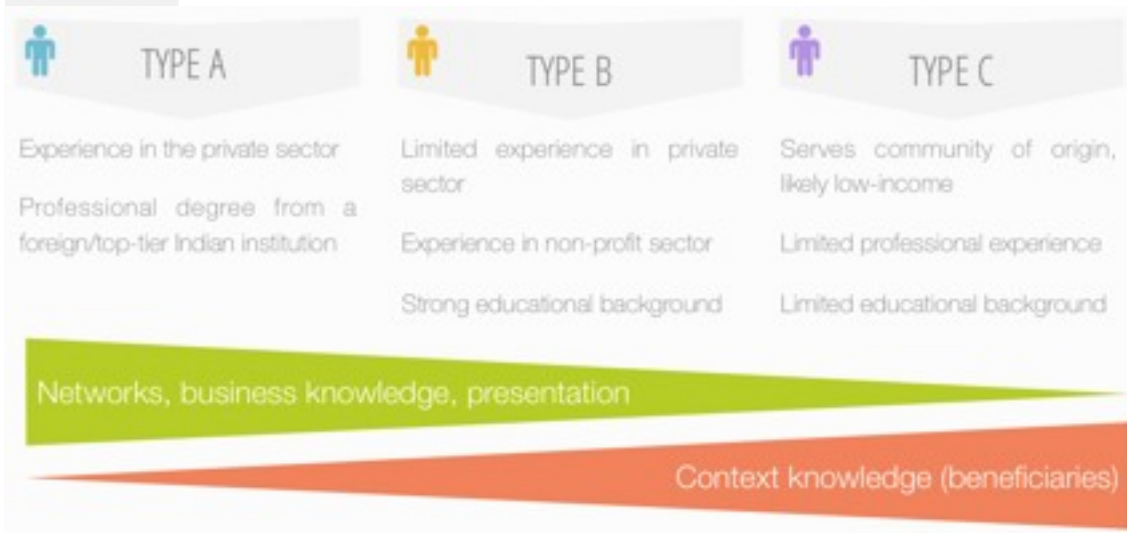 TYPE A
Experience in the private sector
Professional degree from a
foreign/top-tier Indian institution
TYPE B
Limited experience in private
sector
Experience in non-profit sector
Strong educational background
TYPE C
Serves community of origin,
likely low-income
Limited professional experience
Limited educational background
Networks, business knowledge, presentation
Context knowledge (beneficiaries)